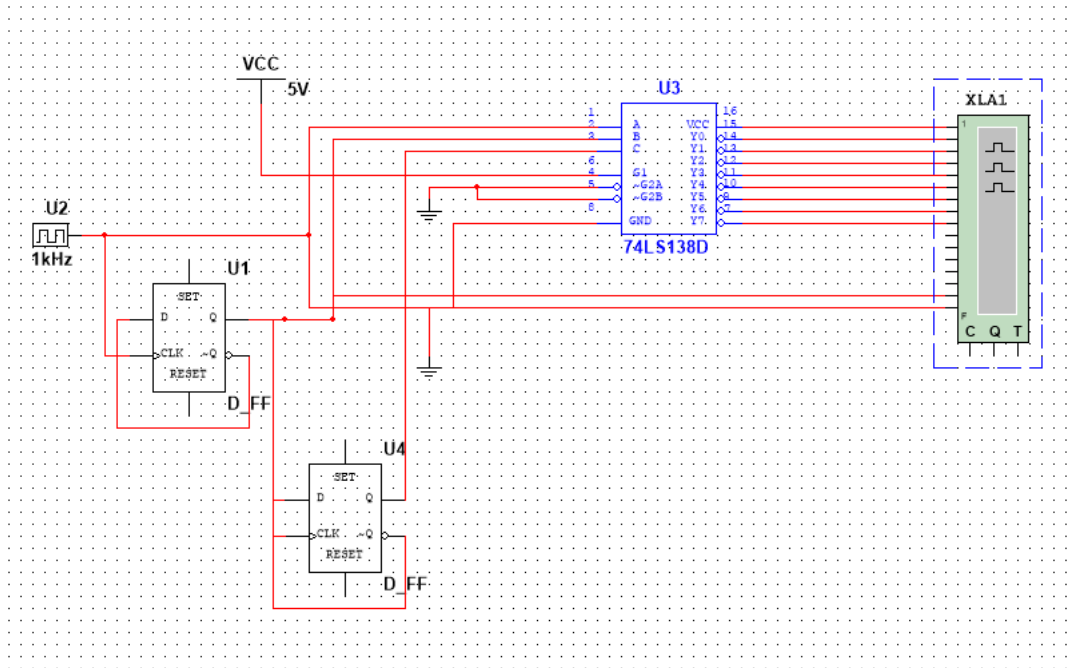 VCC
5V
U3
XLA1
1
2
3
6
4
5
8
A
B
C
G1
~G2A
~G2B
GND
VCC
Y0
Y1
Y2
Y3
Y4
Y5
Y6
Y7
16
15
14
13
12
11
10
9
7
74LS138D
1
F
C Q T
U2
1kHz
U1
SET
D Q
CLK ~Q
RESET
D_FF
U4
SET
D Q
CLK ~Q
RESET
D_FF